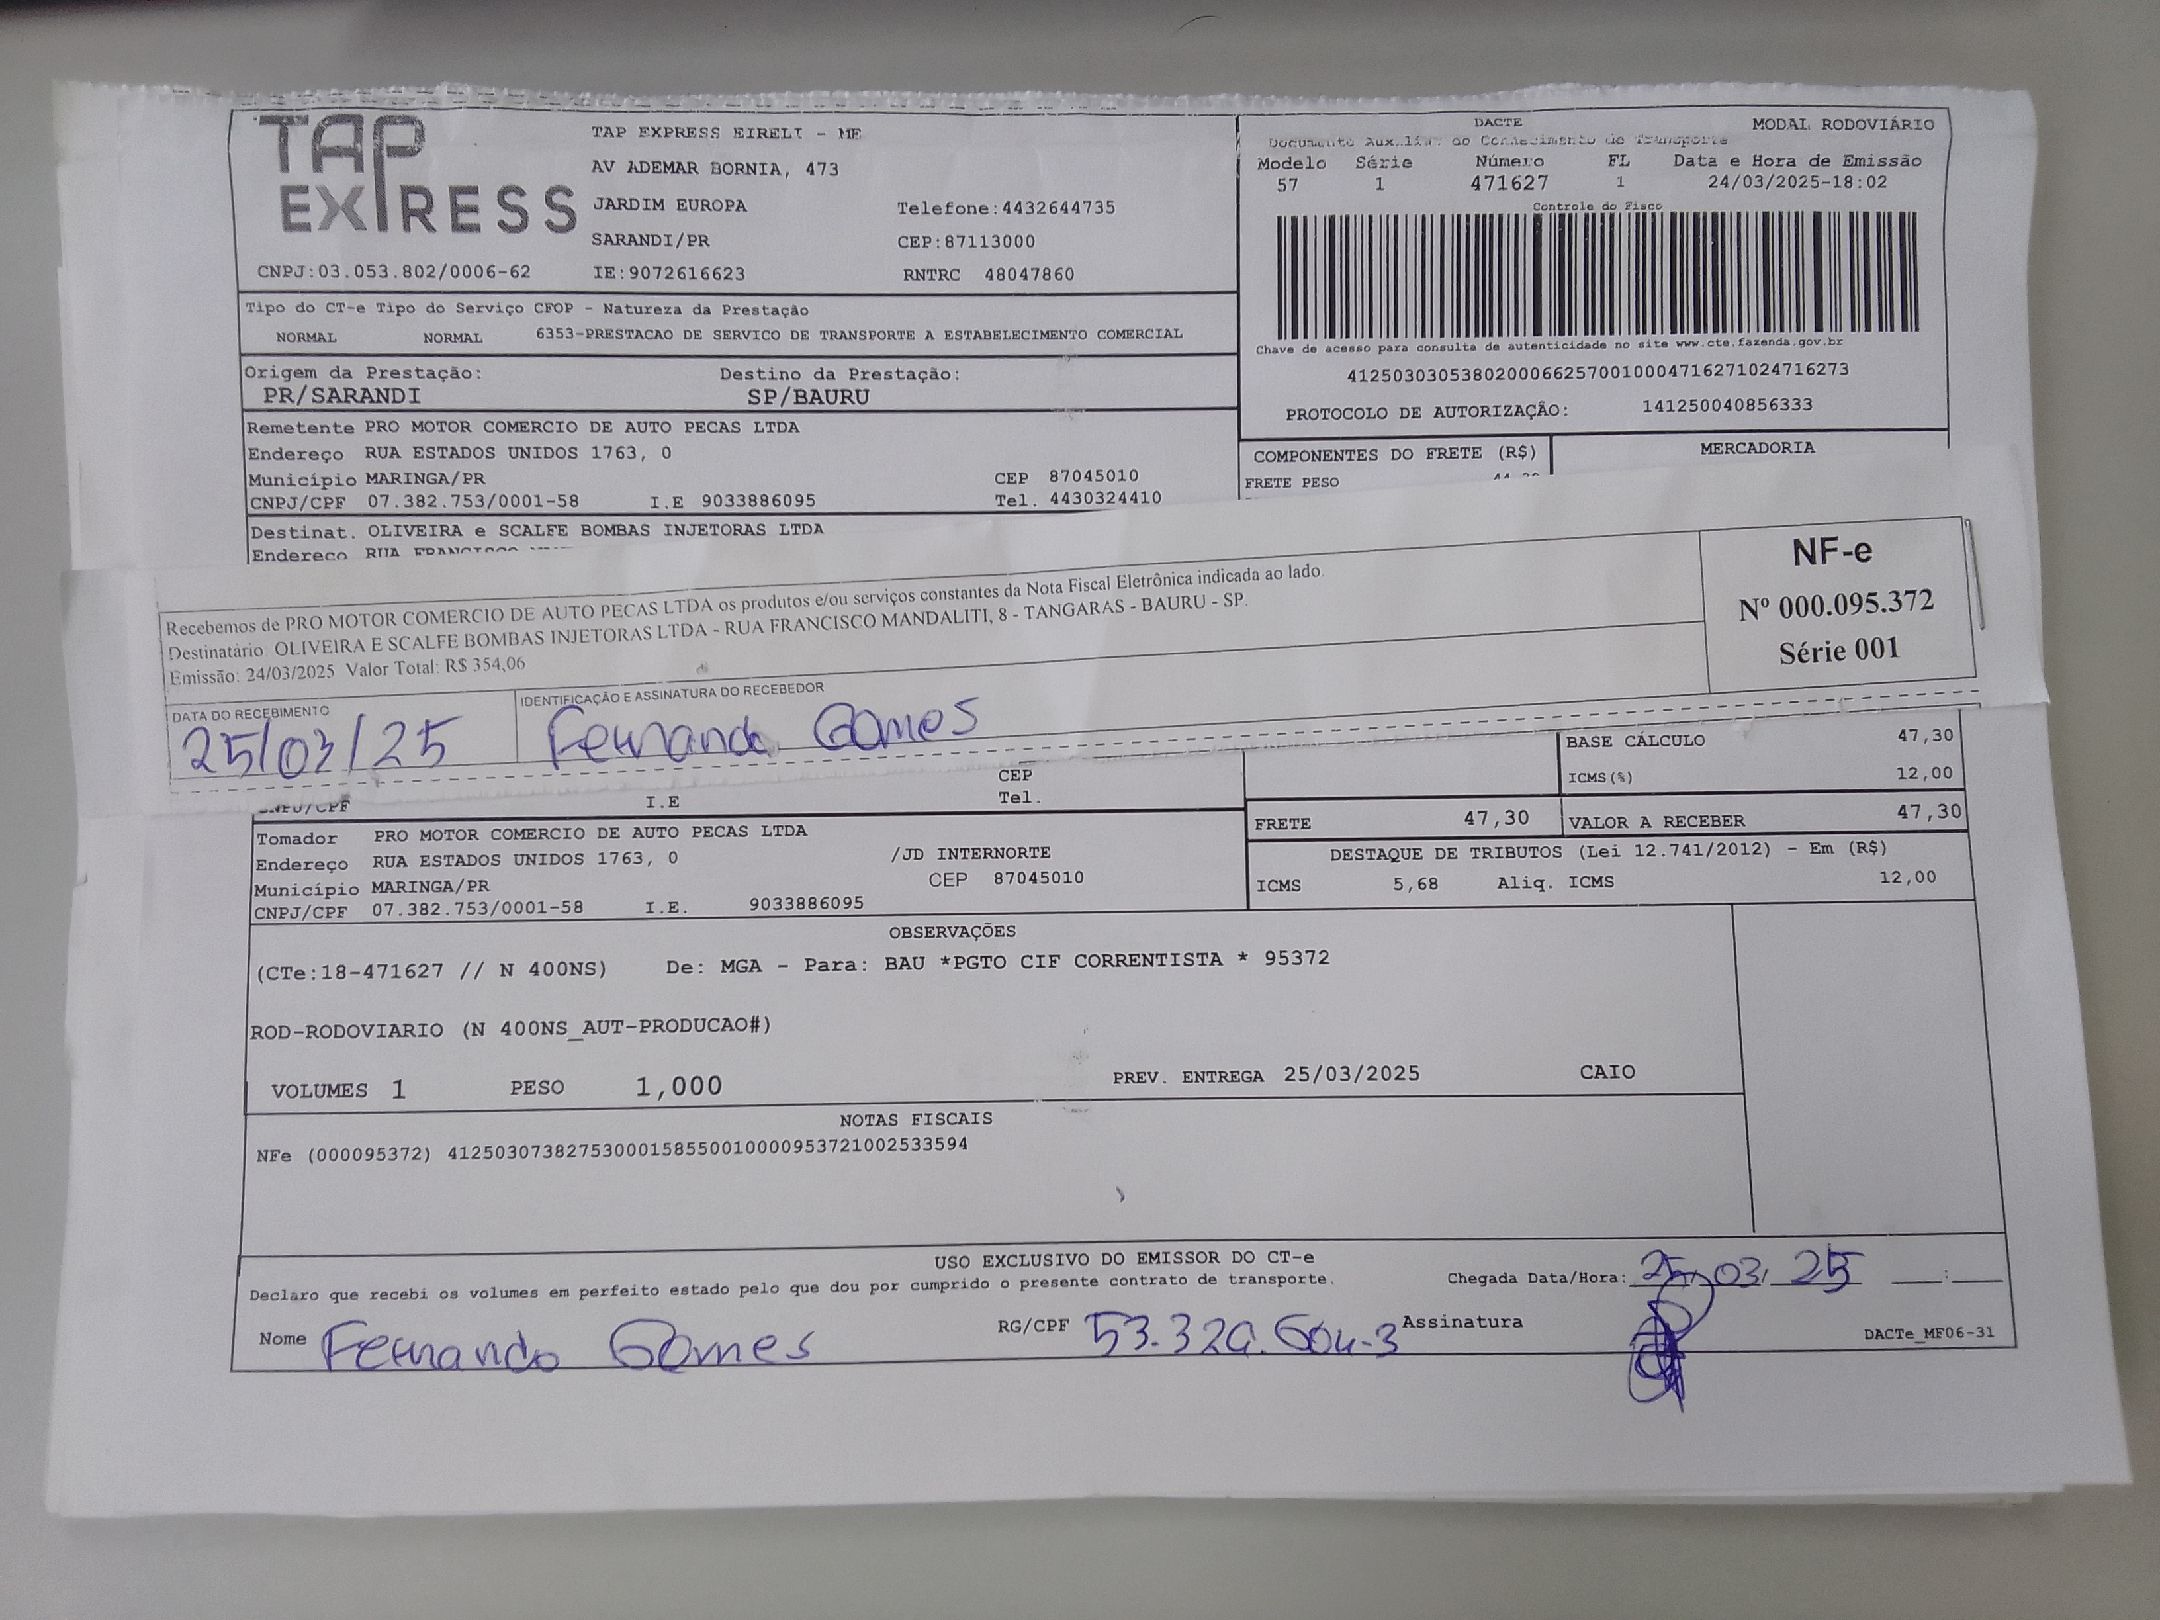 TAP
EXPRESS
TAP EXPRESS EIRELI - ME
AV ADEMAR BORNIA, 473
JARDIM EUROPA Telefone:4432644735
SARANDI/PR CEP:87113000
CNPJ:03.053.802/0006-62 IE:9072616623 RNTRC 48047860
DACTE MODAL RODOVIÁRIO
Documento Auxiliar do Conhecimento de Transporte
Modelo Série Número FL Data e Hora de Emissão
57 1 471627 1 24/03/2025-18:02
Controle do Fisco
Chave de acesso para consulta de autenticidade no site www.cte.fazenda.gov.br
41250303053802000662570010004716271024716273
PROTOCOLO DE AUTORIZAÇÃO: 141250040856333
Tipo do CT-e Tipo do Serviço CFOP - Natureza da Prestação
NORMAL NORMAL 6353-PRESTACAO DE SERVICO DE TRANSPORTE A ESTABELECIMENTO COMERCIAL
Origem da Prestação: Destino da Prestação:
PR/SARANDI SP/BAURU
Remetente PRO MOTOR COMERCIO DE AUTO PECAS LTDA
Endereço RUA ESTADOS UNIDOS 1763, 0
Município MARINGA/PR CEP 87045010
CNPJ/CPF 07.382.753/0001-58 I.E 9033886095 Tel. 4430324410
COMPONENTES DO FRETE (R$) MERCADORIA
FRETE PESO
Destinat. OLIVEIRA e SCALFE BOMBAS INJETORAS LTDA
Endereço RUA
Recebemos de PRO MOTOR COMERCIO DE AUTO PECAS LTDA os produtos e/ou serviços constantes da Nota Fiscal Eletrônica indicada ao lado.
Destinatário: OLIVEIRA E SCALFE BOMBAS INJETORAS LTDA - RUA FRANCISCO MANDALITI, 8 - TANGARAS - BAURU - SP.
Emissão: 24/03/2025 Valor Total: R$ 354,06
NF-e
Nº 000.095.372
Série 001
DATA DO RECEBIMENTO IDENTIFICAÇÃO E ASSINATURA DO RECEBEDOR
25/03/25 Fernando Gomes
CEP
CNPJ/CPF I.E Tel.
BASE CÁLCULO 47,30
ICMS(%) 12,00
FRETE 47,30 VALOR A RECEBER 47,30
Tomador PRO MOTOR COMERCIO DE AUTO PECAS LTDA
Endereço RUA ESTADOS UNIDOS 1763, 0 /JD INTERNORTE
Município MARINGA/PR CEP 87045010
CNPJ/CPF 07.382.753/0001-58 I.E. 9033886095
DESTAQUE DE TRIBUTOS (Lei 12.741/2012) - Em (R$)
ICMS 5,68 Aliq. ICMS 12,00
OBSERVAÇÕES
(CTe:18-471627 // N 400NS) De: MGA - Para: BAU *PGTO CIF CORRENTISTA * 95372
ROD-RODOVIARIO (N 400NS_AUT-PRODUCAO#)
VOLUMES 1 PESO 1,000 PREV. ENTREGA 25/03/2025 CAIO
NOTAS FISCAIS
NFe (000095372) 41250307382753000158550010000953721002533594
USO EXCLUSIVO DO EMISSOR DO CT-e
Declaro que recebi os volumes em perfeito estado pelo que dou por cumprido o presente contrato de transporte. Chegada Data/Hora: 25 03 25 __:__
Nome Fernando Gomes RG/CPF Assinatura DACTe_MF06-31